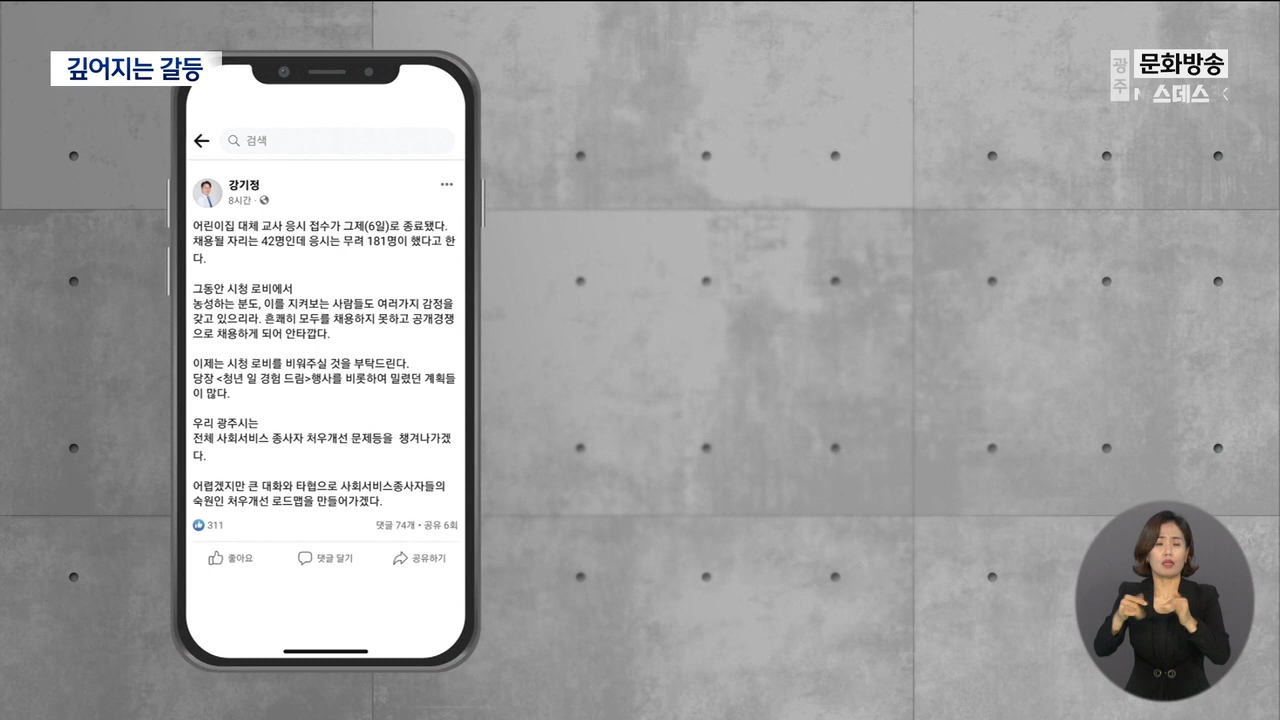 깊어지는 갈등
광주
문화방송
스데스
검색
강기정
8시간 ·
어린이집 대체 교사 응시 접수가 그제(6일)로 종료됐다.
채용될 자리는 42명인데 응시는 무려 181명이 했다고 한
다.
그동안 시청 로비에서
농성하는 분도, 이를 지켜보는 사람들도 여러가지 감정을
갖고 있으리라. 흔쾌히 모두를 채용하지 못하고 공개경쟁
으로 채용하게 되어 안타깝다.
이제는 시청 로비를 비워주실 것을 부탁드린다.
당장 <청년 일 경험 드림>행사를 비롯하여 밀렸던 계획들
이 많다.
우리 광주시는
전체 사회서비스 종사자 처우개선 문제등을 챙겨나가겠
다.
어렵겠지만 큰 대화와 타협으로 사회서비스종사자들의
숙원인 처우개선 로드맵을 만들어가겠다.
311
댓글 74개 • 공유 6회
좋아요
댓글 달기
공유하기